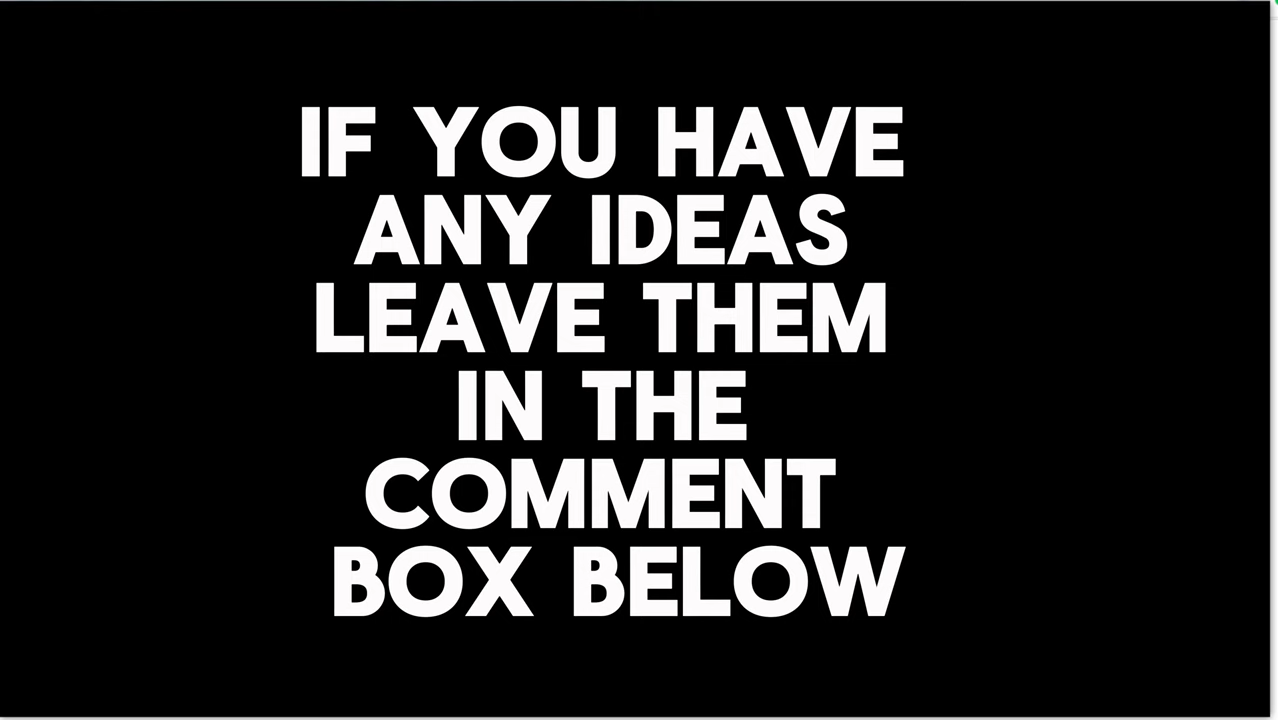 IF YOU HAVE
ANY IDEAS
LEAVE THEM
IN THE
COMMENT
BOX BELOW